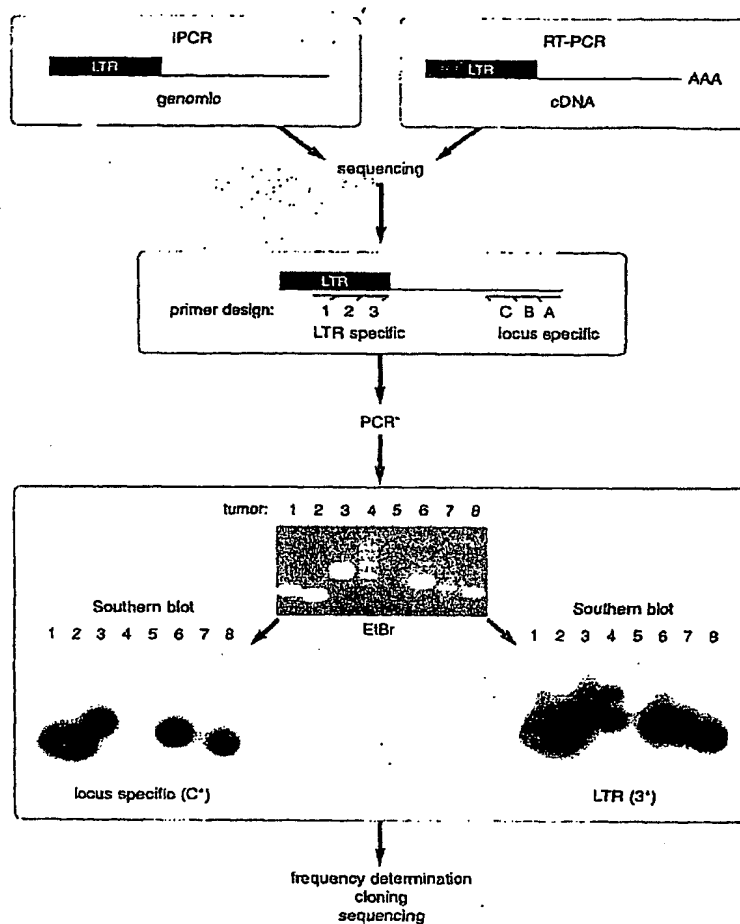 iPCR
LTR
genomic
RT-PCR
LTR
AAA
cDNA
sequencing
LTR
primer design: 1 2 3 C B A
LTR specific locus specific
PCR*
tumor: 1 2 3 4 5 6 7 8
EtBr
Southern blot
1 2 3 4 5 6 7 8
locus specific (C*)
Southern blot
1 2 3 4 5 6 7 8
LTR (3*)
frequency determination
cloning
sequencing